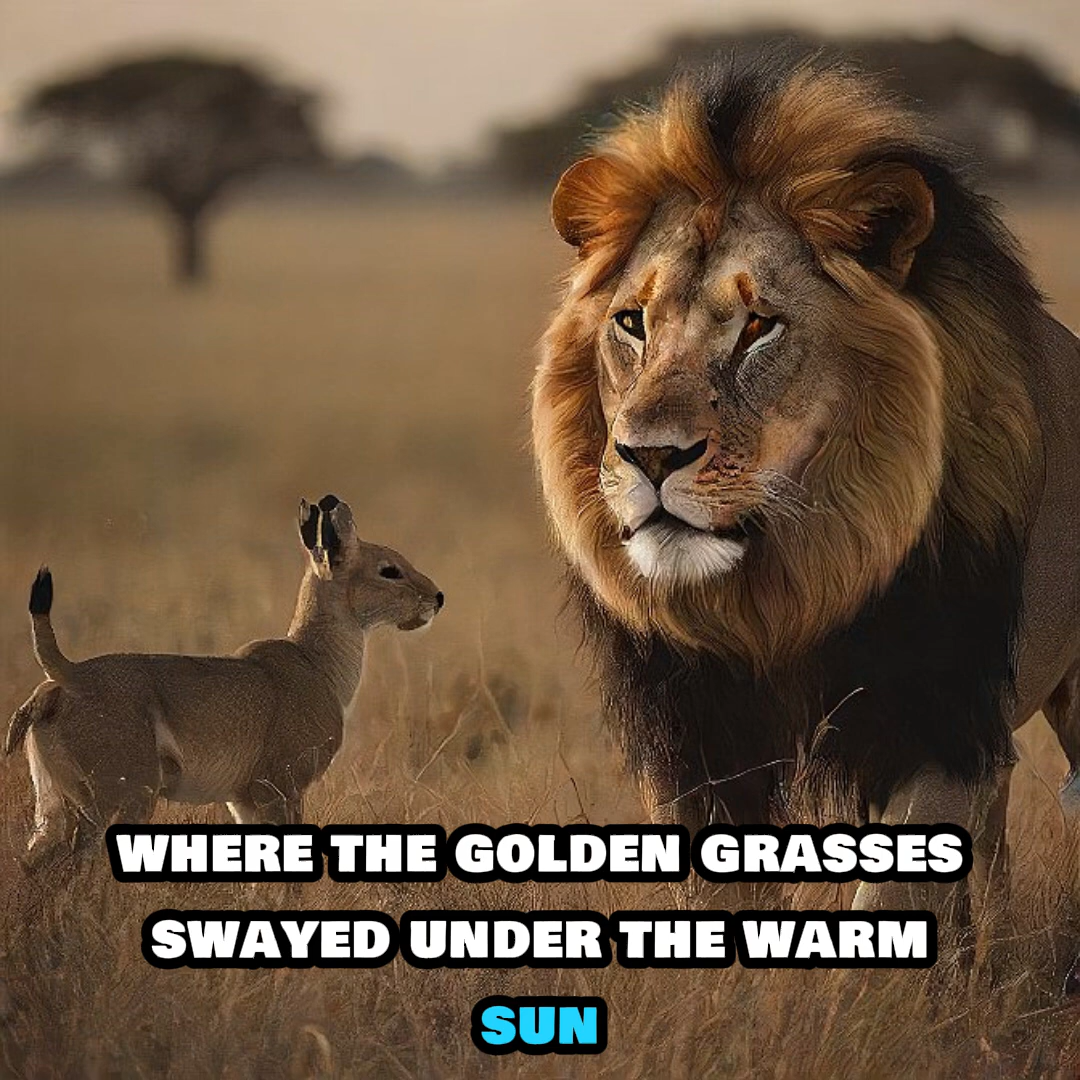 WHERE THE GOLDEN GRASSES
SWAYED UNDER THE WARM
SUN